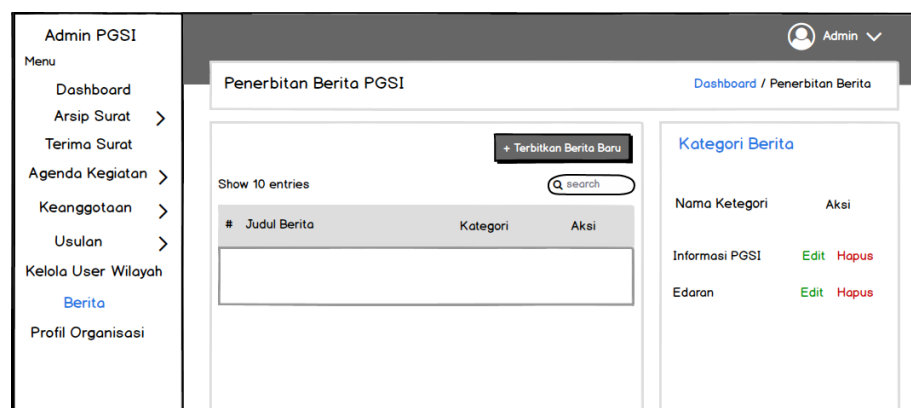 Admin PGSI
Menu
Dashboard
Arsip Surat
Terima Surat
Agenda Kegiatan
Keanggotaan
Usulan
Kelola User Wilayah
Berita
Profil Organisasi
Admin
Penerbitan Berita PGSI
Dashboard / Penerbitan Berita
+ Terbitkan Berita Baru
Show 10 entries
search
# Judul Berita Kategori Aksi
Kategori Berita
Nama Ketegori Aksi
Informasi PGSI Edit Hapus
Edaran Edit Hapus